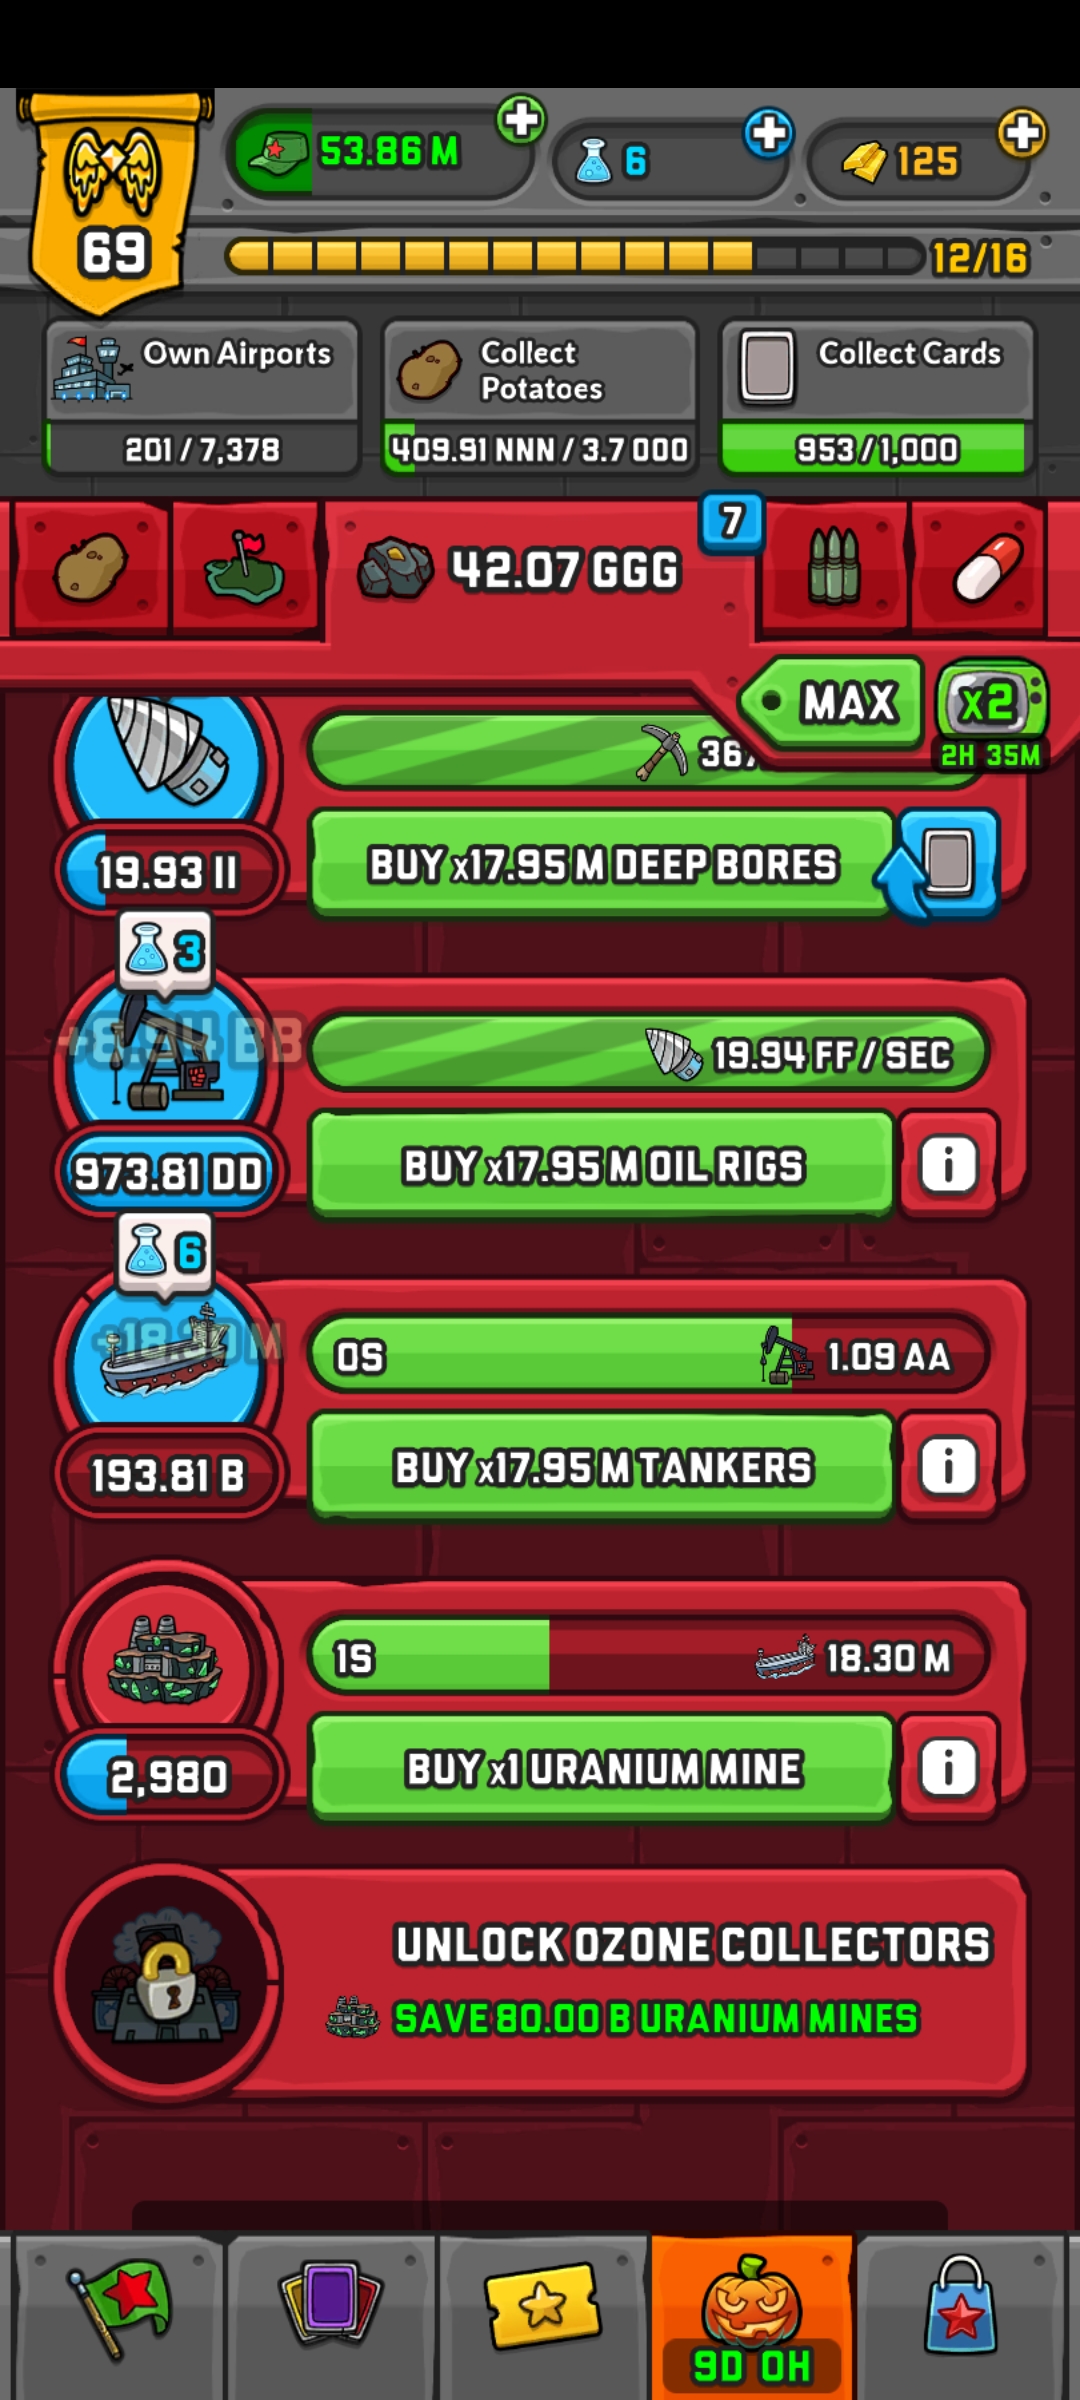 53.86 M
6
125
69
12/16
Own Airports
201 / 7,378
Collect
Potatoes
409.91 NNN / 3.7 OOO
Collect Cards
953 / 1,000
42.07 GGG
7
MAX
x2
2H 35M
BUY x17.95 M DEEP BORES
19.93 II
3
+8.94 BB
19.94 FF / SEC
973.81 DD
BUY x17.95 M OIL RIGS
i
6
+18.30 M
0S
1.09 AA
193.81 B
BUY x17.95 M TANKERS
i
1S
18.30 M
2,980
BUY x1 URANIUM MINE
i
UNLOCK OZONE COLLECTORS
SAVE 80.00 B URANIUM MINES
9D 0H